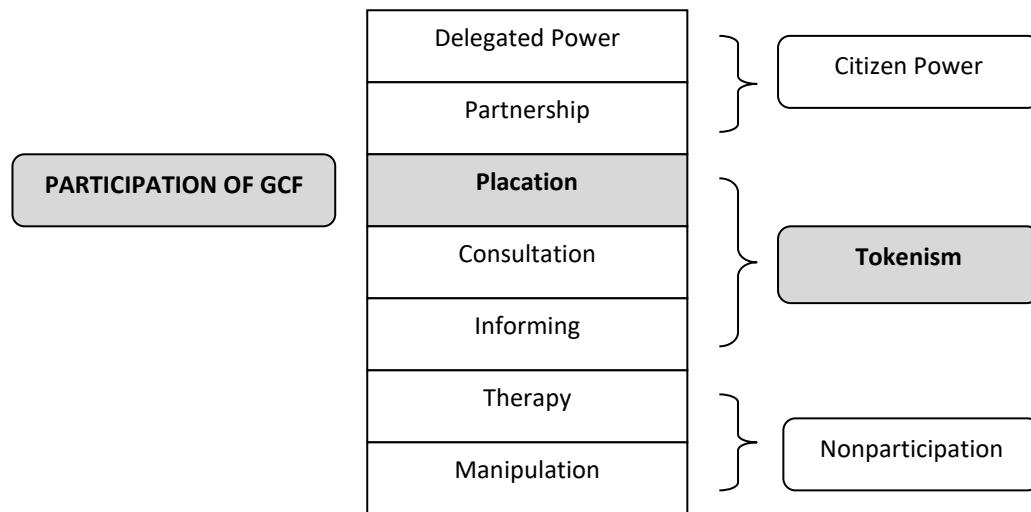 Delegated Power
Citizen Power
Partnership
PARTICIPATION OF GCF
Placation
Consultation
Tokenism
Informing
Therapy
Nonparticipation
Manipulation